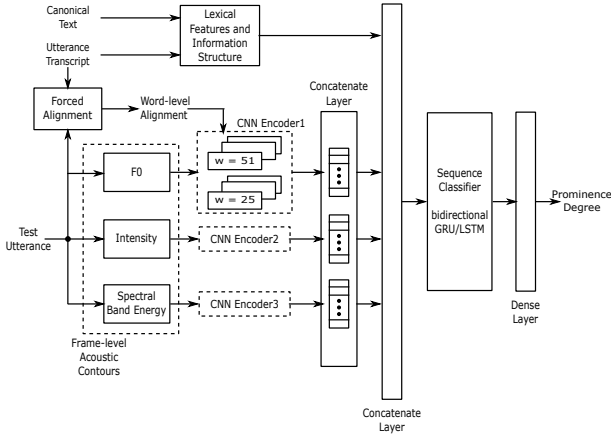 Canonical
Text
Utterance
Transcript
Lexical
Features and
Information
Structure
Forced
Alignment
Word-level
Alignment
CNN Encoder1
w = 51
w = 25
Concatenate
Layer
F0
Test
Utterance
Intensity
CNN Encoder2
Spectral
Band Energy
CNN Encoder3
Frame-level
Acoustic
Contours
Concatenate
Layer
Sequence
Classifier
bidirectional
GRU/LSTM
Dense
Layer
Prominence
Degree